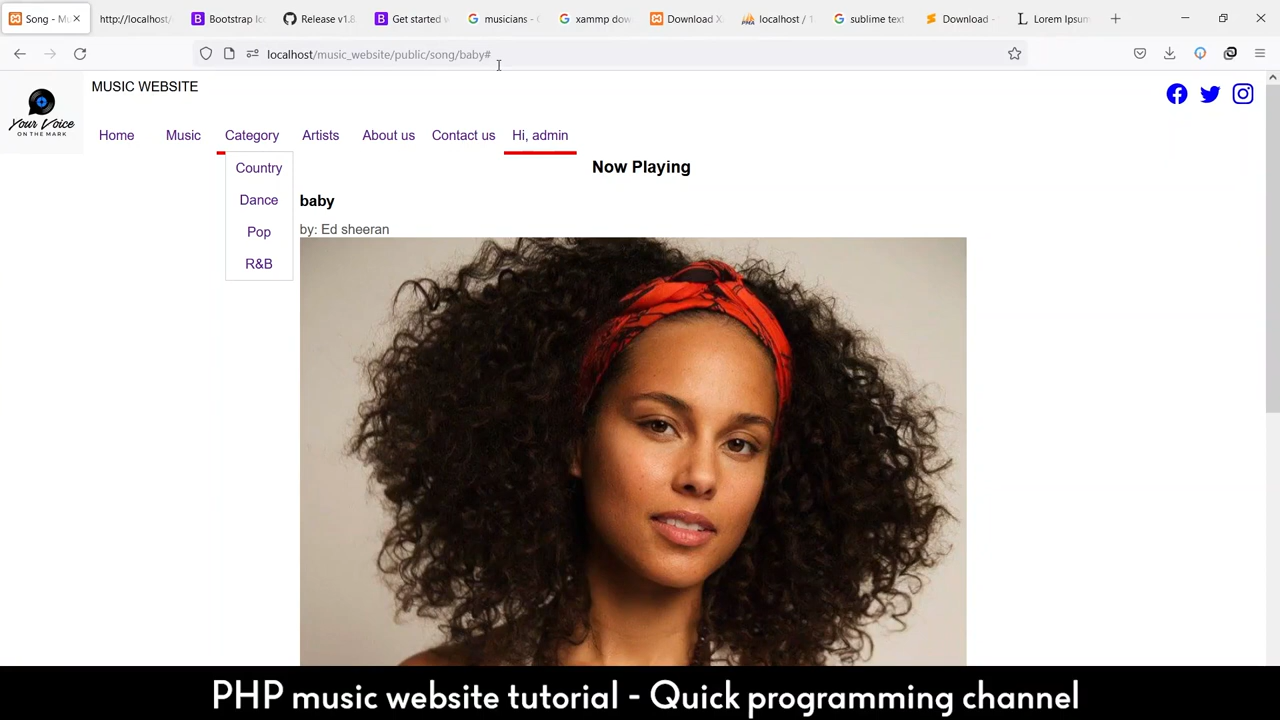 Song - Mu
http://localhost/
Bootstrap Ico
Release v1.8.
Get started w
musicians - G
xammp dow
Download X
localhost / 1
sublime text
Download -
Lorem Ipsum
localhost/music_website/public/song/baby#
MUSIC WEBSITE
Your Voice
ON THE MARK
Home Music Category Artists About us Contact us Hi, admin
Country
Dance
Pop
R&B
Now Playing
baby
by: Ed sheeran
PHP music website tutorial - Quick programming channel